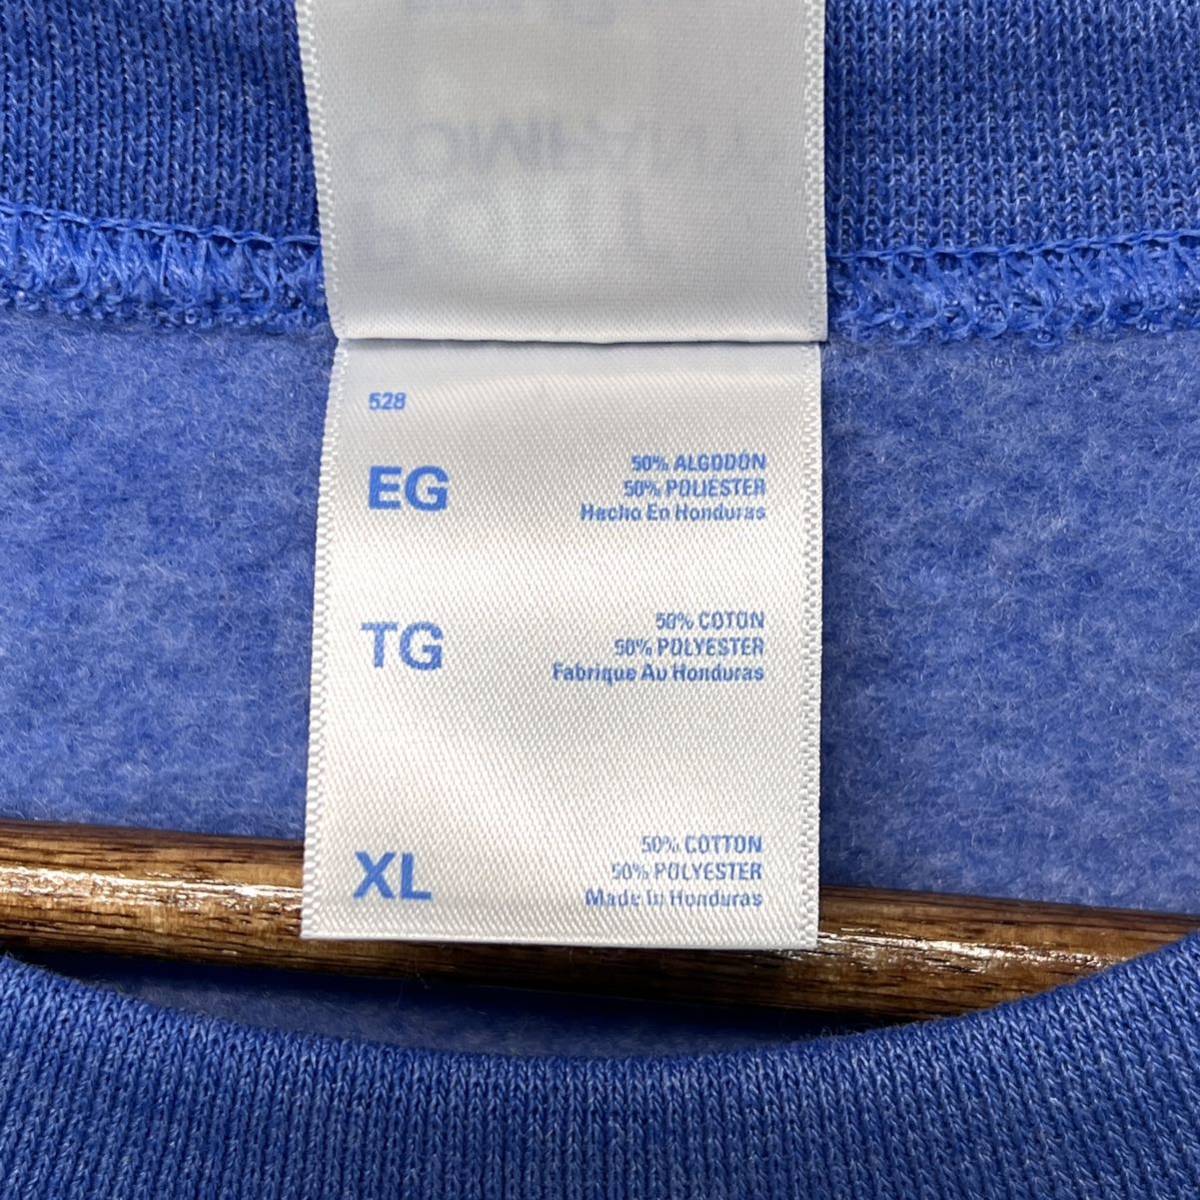 528
EG
50% ALGODON
50% POLIESTER
Hecho En Honduras
TG
50% COTON
50% POLYESTER
Fabrique Au Honduras
XL
50% COTTON
50% POLYESTER
Made In Honduras